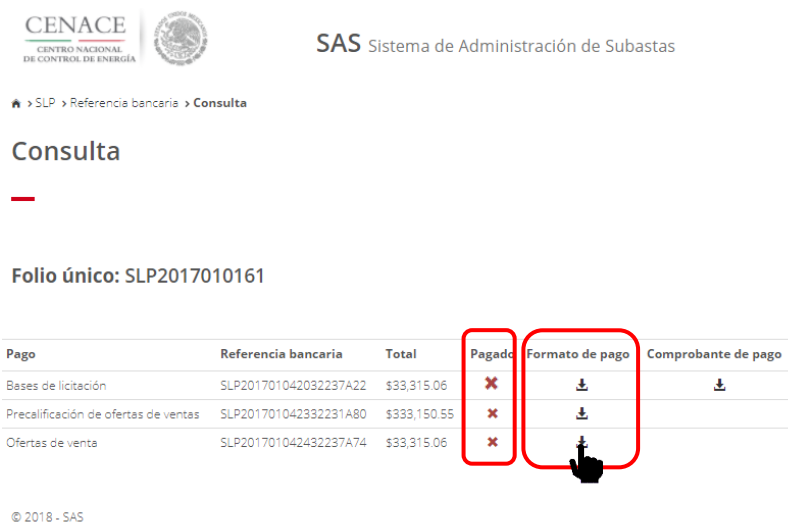 CENACE
CENTRO NACIONAL
DE CONTROL DE ENERGÍA
SAS Sistema de Administración de Subastas
> SLP > Referencia bancaria > Consulta
Consulta
Folio único: SLP2017010161
Pago Referencia bancaria Total Pagado Formato de pago Comprobante de pago
Bases de licitación SLP201701042032237A22 $33,315.06
Precalificación de ofertas de ventas SLP201701042332231A80 $333,150.55
Ofertas de venta SLP201701042432237A74 $33,315.06
© 2018 - SAS